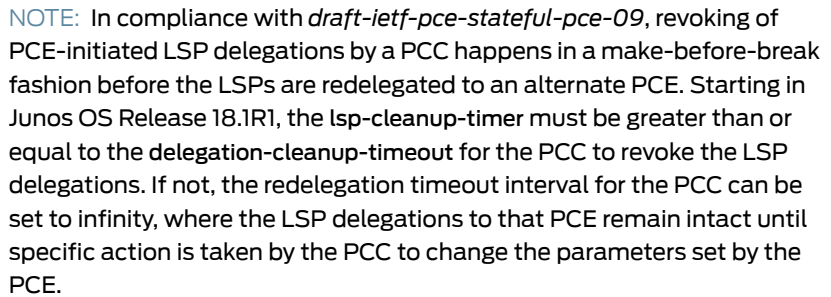 NOTE: In compliance with draft-ietf-pce-stateful-pce-09, revoking of
PCE-initiated LSP delegations by a PCC happens in a make-before-break
fashion before the LSPs are redelegated to an alternate PCE. Starting in
Junos OS Release 18.1R1, the lsp-cleanup-timer must be greater than or
equal to the delegation-cleanup-timeout for the PCC to revoke the LSP
delegations. If not, the redelegation timeout interval for the PCC can be
set to infinity, where the LSP delegations to that PCE remain intact until
specific action is taken by the PCC to change the parameters set by the
PCE.